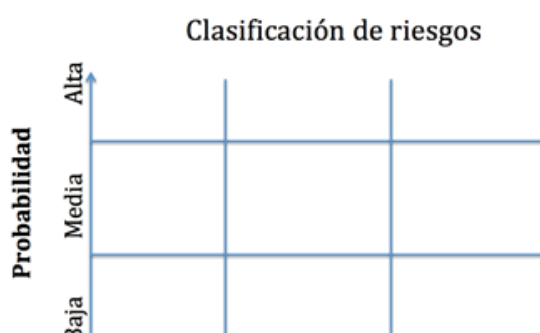 Clasificación de riesgos
Alta
Probabilidad
Media
Baja